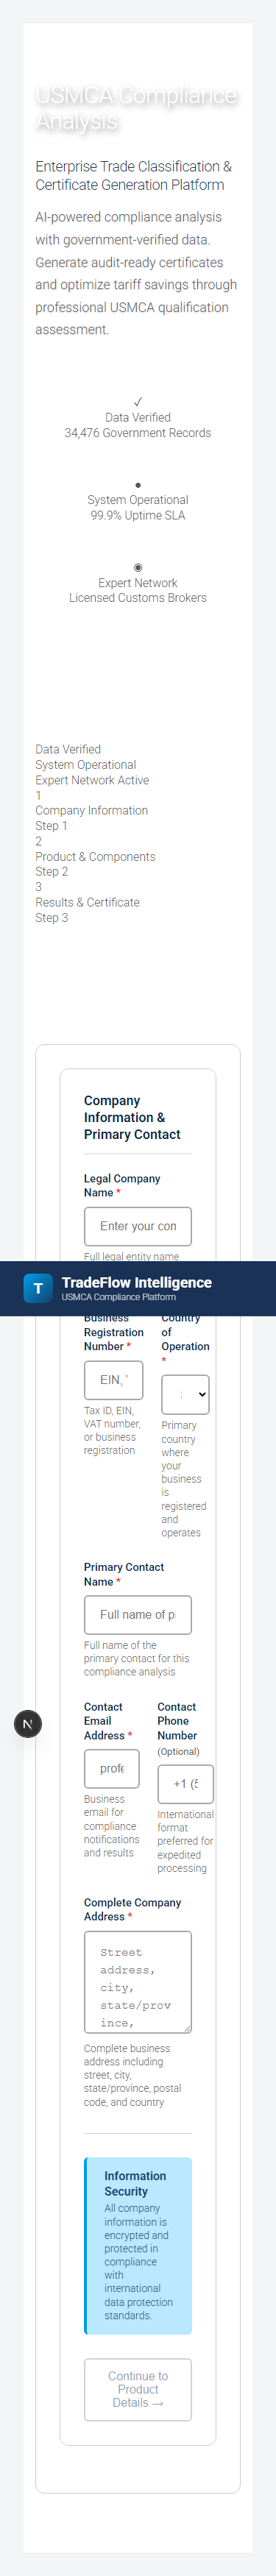 USMCA Compliance
Analysis
Enterprise Trade Classification &
Certificate Generation Platform
AI-powered compliance analysis
with government-verified data.
Generate audit-ready certificates
and optimize tariff savings through
professional USMCA qualification
assessment.
✓
Data Verified
34,476 Government Records
●
System Operational
99.9% Uptime SLA
◉
Expert Network
Licensed Customs Brokers
Data Verified
System Operational
Expert Network Active
1
Company Information
Step 1
2
Product & Components
Step 2
3
Results & Certificate
Step 3
Company
Information &
Primary Contact
Legal Company
Name *
Enter your con
Full legal entity name
T
TradeFlow Intelligence
USMCA Compliance Platform
Business
Registration
Number *
EIN, '
Tax ID, EIN,
VAT number,
or business
registration
Country
of
Operation
*
Primary
country
where
your
business
is
registered
and
operates
Primary Contact
Name *
Full name of p
Full name of the
primary contact for this
compliance analysis
N
Contact
Email
Address *
profe
Business
email for
compliance
notifications
and results
Contact
Phone
Number
(Optional)
+1 (5
International
format
preferred for
expedited
processing
Complete Company
Address *
Street
address,
city,
state/prov
ince,
Complete business
address including
street, city,
state/province, postal
code, and country
Information
Security
All company
information is
encrypted and
protected in
compliance
with
international
data protection
standards.
Continue to
Product
Details →